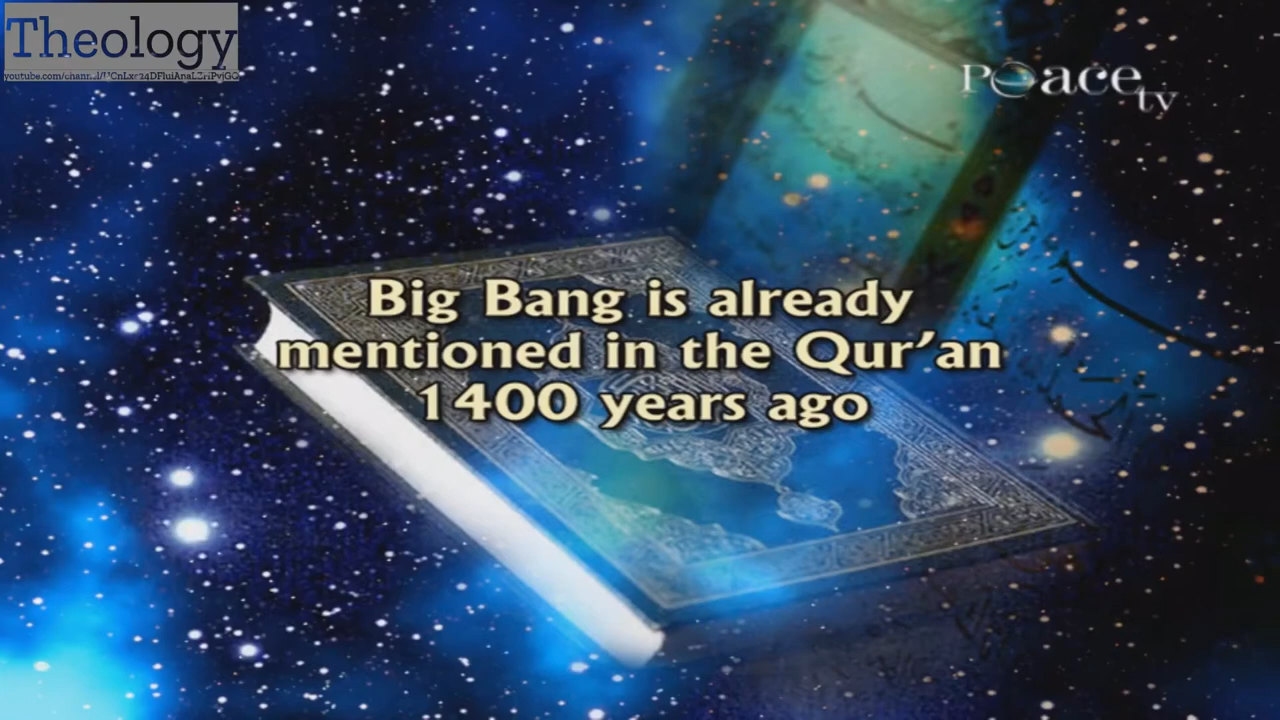 Theology
Peace tv
Big Bang is already
mentioned in the Qur'an
1400 years ago